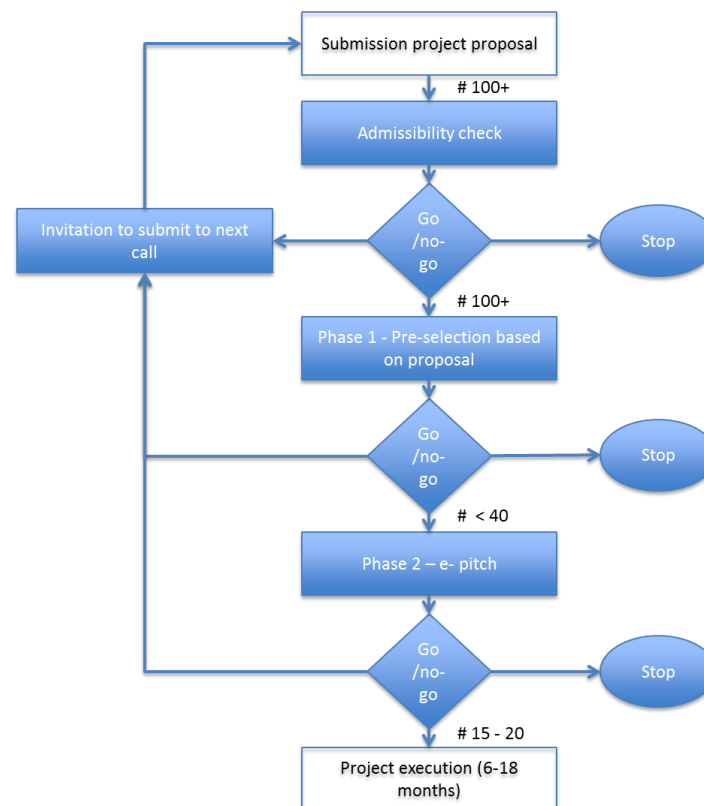 Submission project proposal
# 100+
Admissibility check
Go
/no-
go
Invitation to submit to next
call
Stop
# 100+
Phase 1 - Pre-selection based
on proposal
Go
/no-
go
Stop
# < 40
Phase 2 – e- pitch
Go
/no-
go
Stop
# 15 - 20
Project execution (6-18
months)